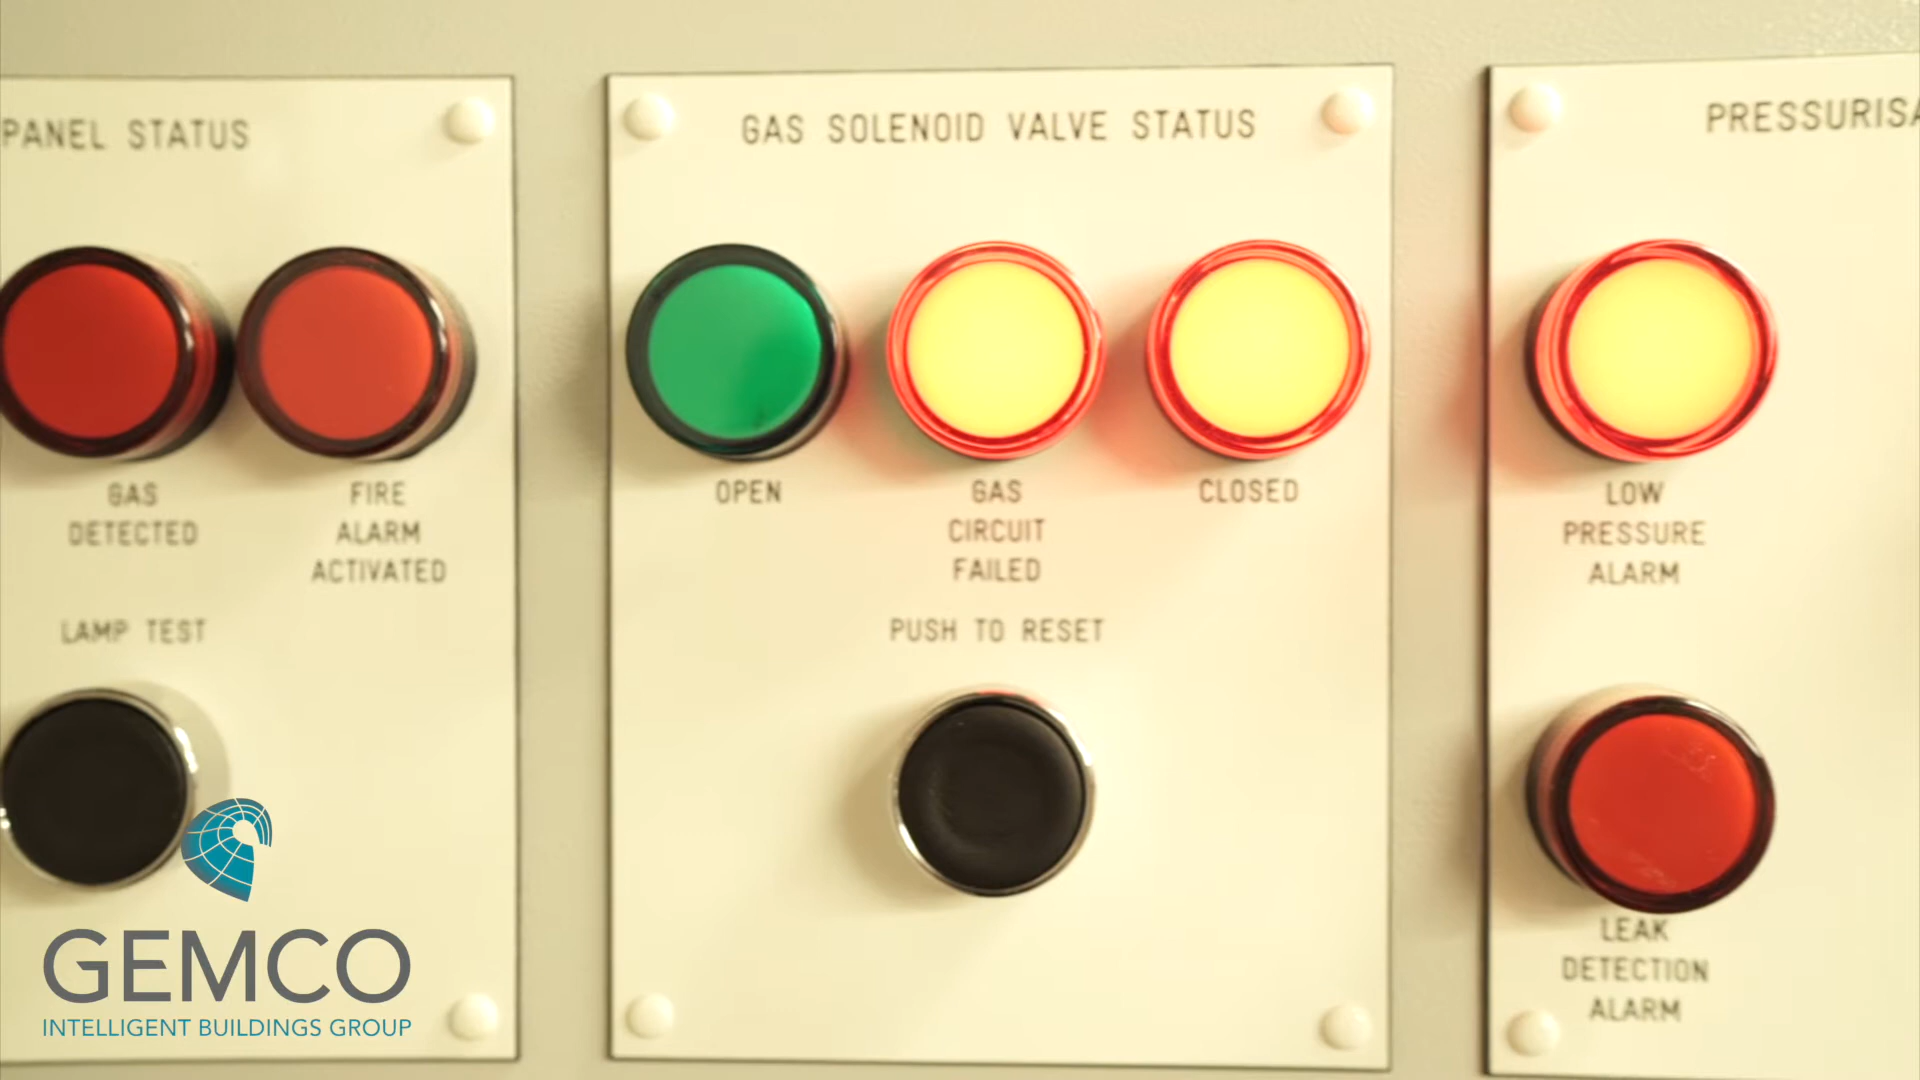 PANEL STATUS
GAS
DETECTED
FIRE
ALARM
ACTIVATED
LAMP TEST
GAS SOLENOID VALVE STATUS
OPEN
GAS
CIRCUIT
FAILED
CLOSED
PUSH TO RESET
PRESSURISA
LOW
PRESSURE
ALARM
LEAK
DETECTION
ALARM
GEMCO
INTELLIGENT BUILDINGS GROUP